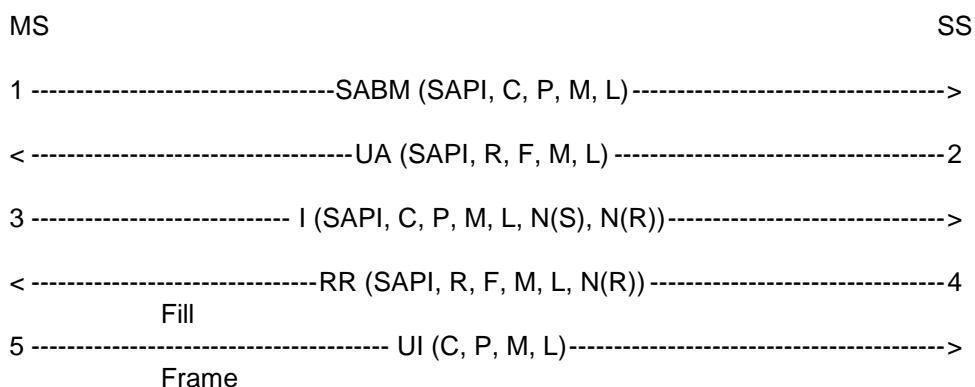 MS SS
1 ----------------------------------SABM (SAPI, C, P, M, L)----------------------------------->
< ------------------------------------UA (SAPI, R, F, M, L) -------------------------------------2
3 ----------------------------- I (SAPI, C, P, M, L, N(S), N(R))------------------------------->
< --------------------------------RR (SAPI, R, F, M, L, N(R)) ---------------------------------4
Fill
5 ---------------------------------------- UI (C, P, M, L)------------------------------------------>
Frame